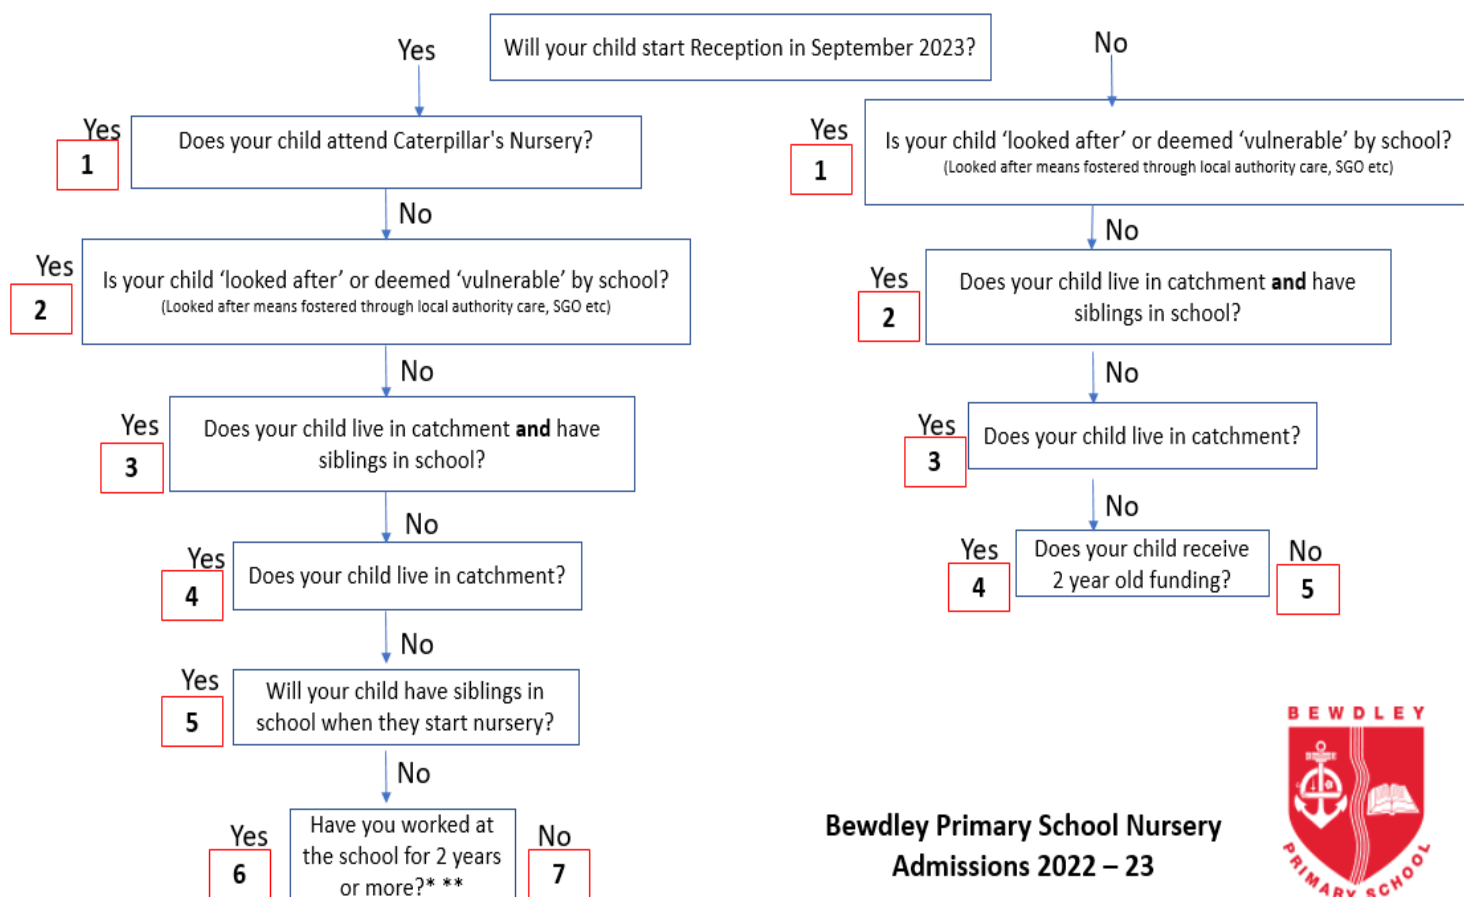 Will your child start Reception in September 2023?
Yes
No
Yes
1
Does your child attend Caterpillar's Nursery?
No
Yes
2
Is your child ‘looked after’ or deemed ‘vulnerable’ by school?
(Looked after means fostered through local authority care, SGO etc)
No
Yes
3
Does your child live in catchment and have
siblings in school?
No
Yes
4
Does your child live in catchment?
No
Yes
5
Will your child have siblings in
school when they start nursery?
No
Yes
6
Have you worked at
the school for 2 years
or more?* **
No
7
Yes
1
Is your child ‘looked after’ or deemed ‘vulnerable’ by school?
(Looked after means fostered through local authority care, SGO etc)
No
Yes
2
Does your child live in catchment and have
siblings in school?
No
Yes
3
Does your child live in catchment?
No
Yes
4
Does your child receive
2 year old funding?
No
5
Bewdley Primary School Nursery
Admissions 2022 – 23
BEWDLEY
PRIMARY SCHOOL